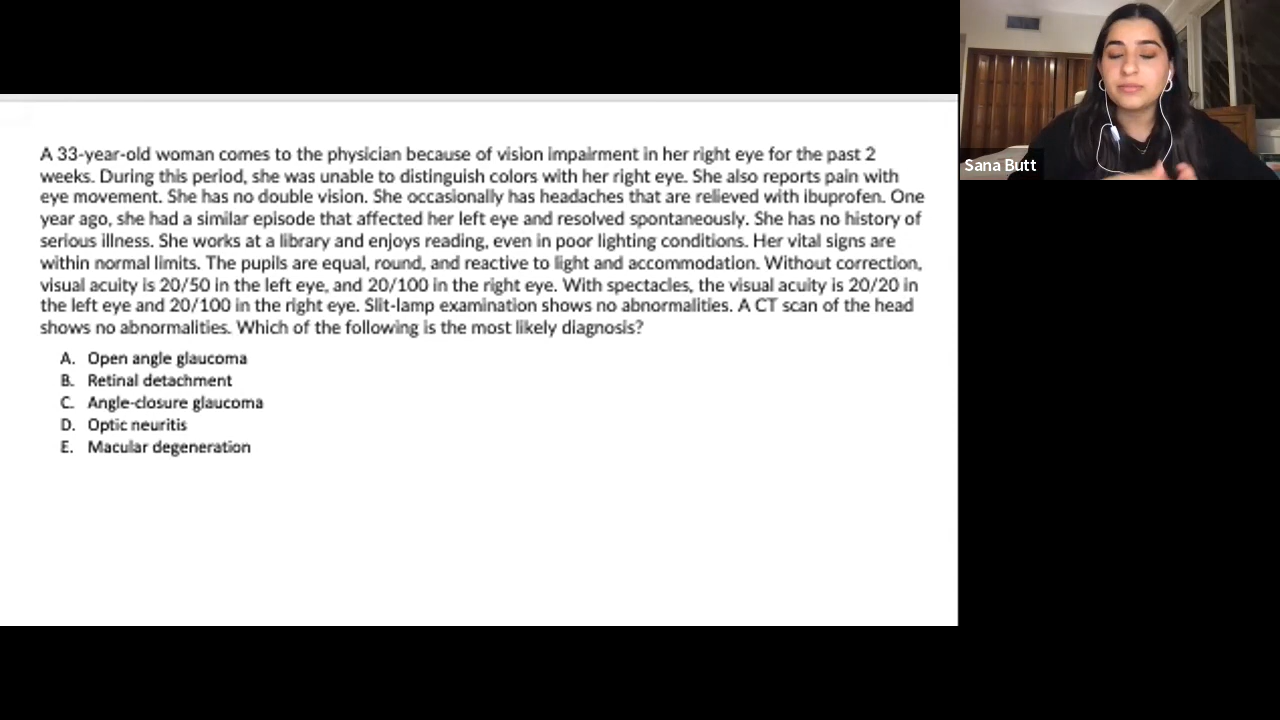 A 33-year-old woman comes to the physician because of vision impairment in her right eye for the past 2
weeks. During this period, she was unable to distinguish colors with her right eye. She also reports pain with
eye movement. She has no double vision. She occasionally has headaches that are relieved with ibuprofen. One
year ago, she had a similar episode that affected her left eye and resolved spontaneously. She has no history of
serious illness. She works at a library and enjoys reading, even in poor lighting conditions. Her vital signs are
within normal limits. The pupils are equal, round, and reactive to light and accommodation. Without correction,
visual acuity is 20/50 in the left eye, and 20/100 in the right eye. With spectacles, the visual acuity is 20/20 in
the left eye and 20/100 in the right eye. Slit-lamp examination shows no abnormalities. A CT scan of the head
shows no abnormalities. Which of the following is the most likely diagnosis?
A. Open angle glaucoma
B. Retinal detachment
C. Angle-closure glaucoma
D. Optic neuritis
E. Macular degeneration
Sana Butt